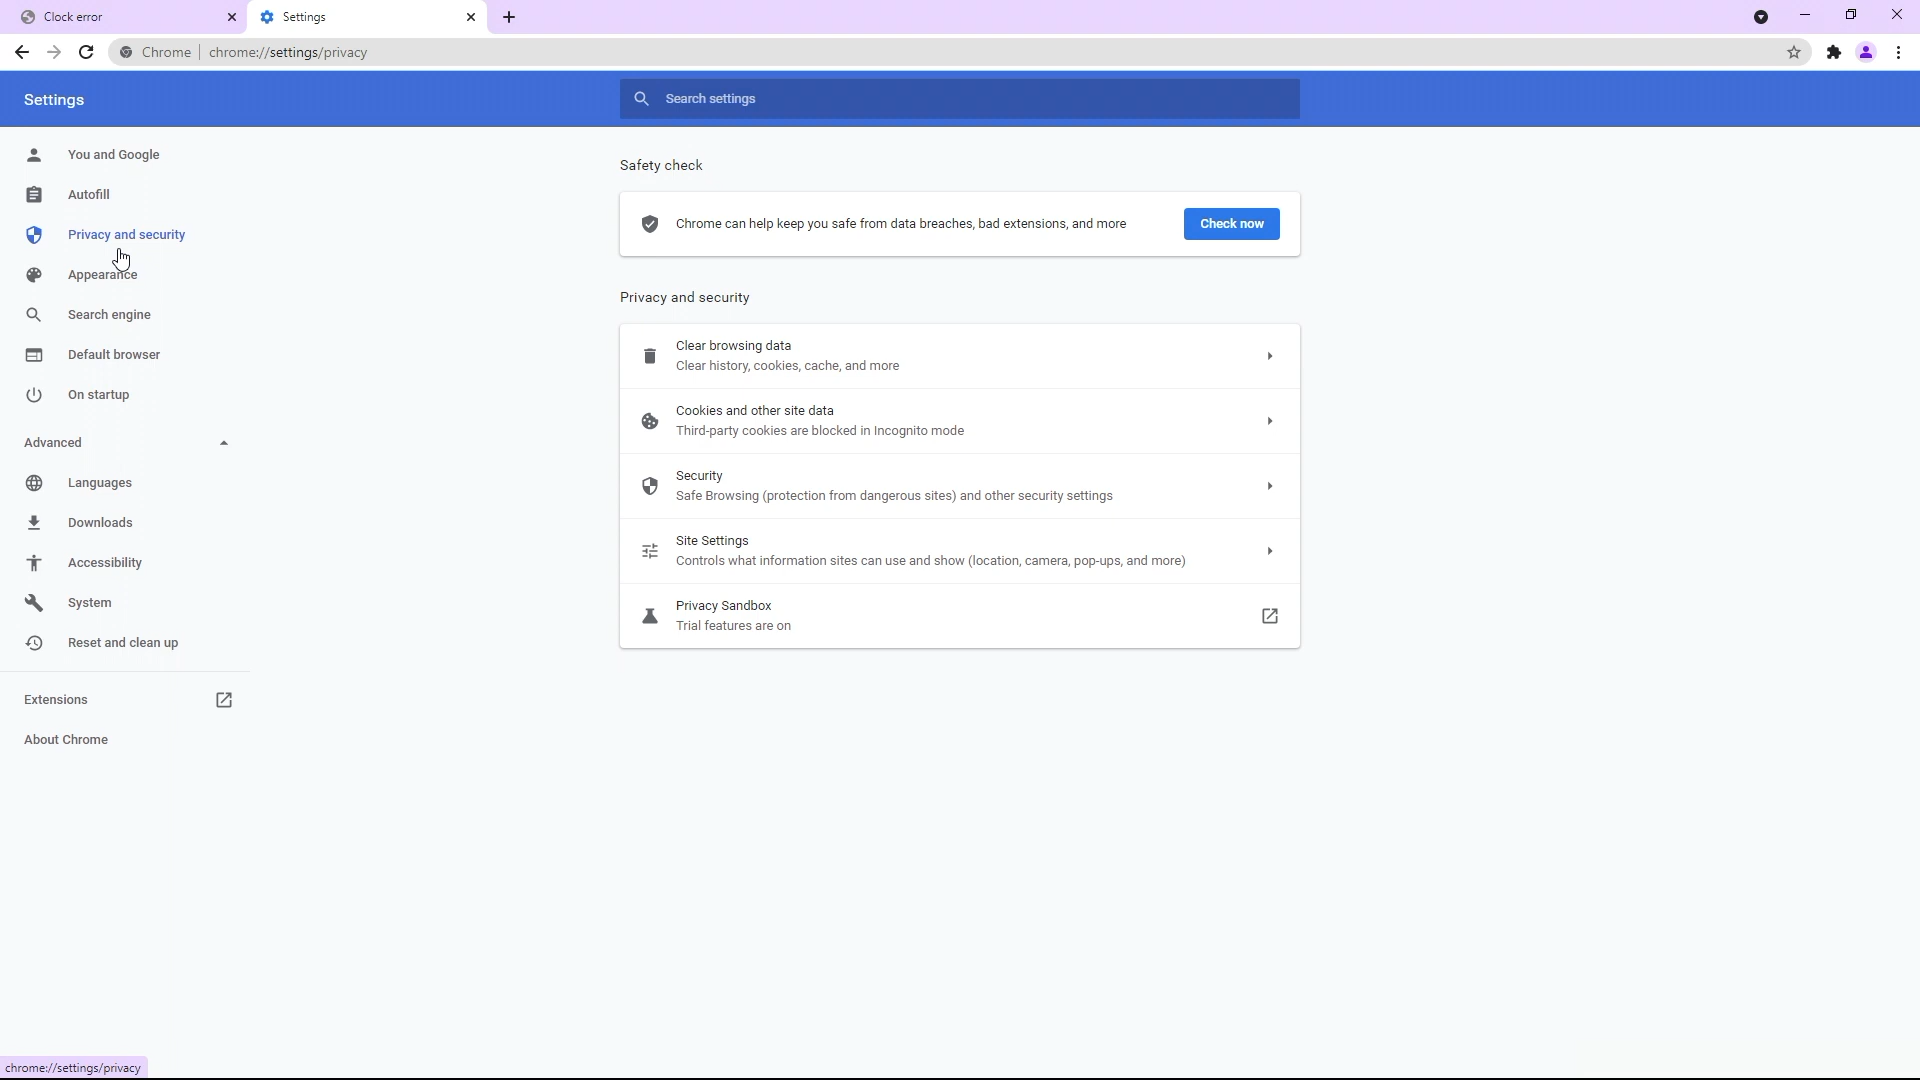 Clock error
Settings
Chrome | chrome://settings/privacy
Settings
Search settings
You and Google
Autofill
Privacy and security
Appearance
Search engine
Default browser
On startup
Advanced
Languages
Downloads
Accessibility
System
Reset and clean up
Extensions
About Chrome
Safety check
Chrome can help keep you safe from data breaches, bad extensions, and more
Check now
Privacy and security
Clear browsing data
Clear history, cookies, cache, and more
Cookies and other site data
Third-party cookies are blocked in Incognito mode
Security
Safe Browsing (protection from dangerous sites) and other security settings
Site Settings
Controls what information sites can use and show (location, camera, pop-ups, and more)
Privacy Sandbox
Trial features are on
chrome://settings/privacy